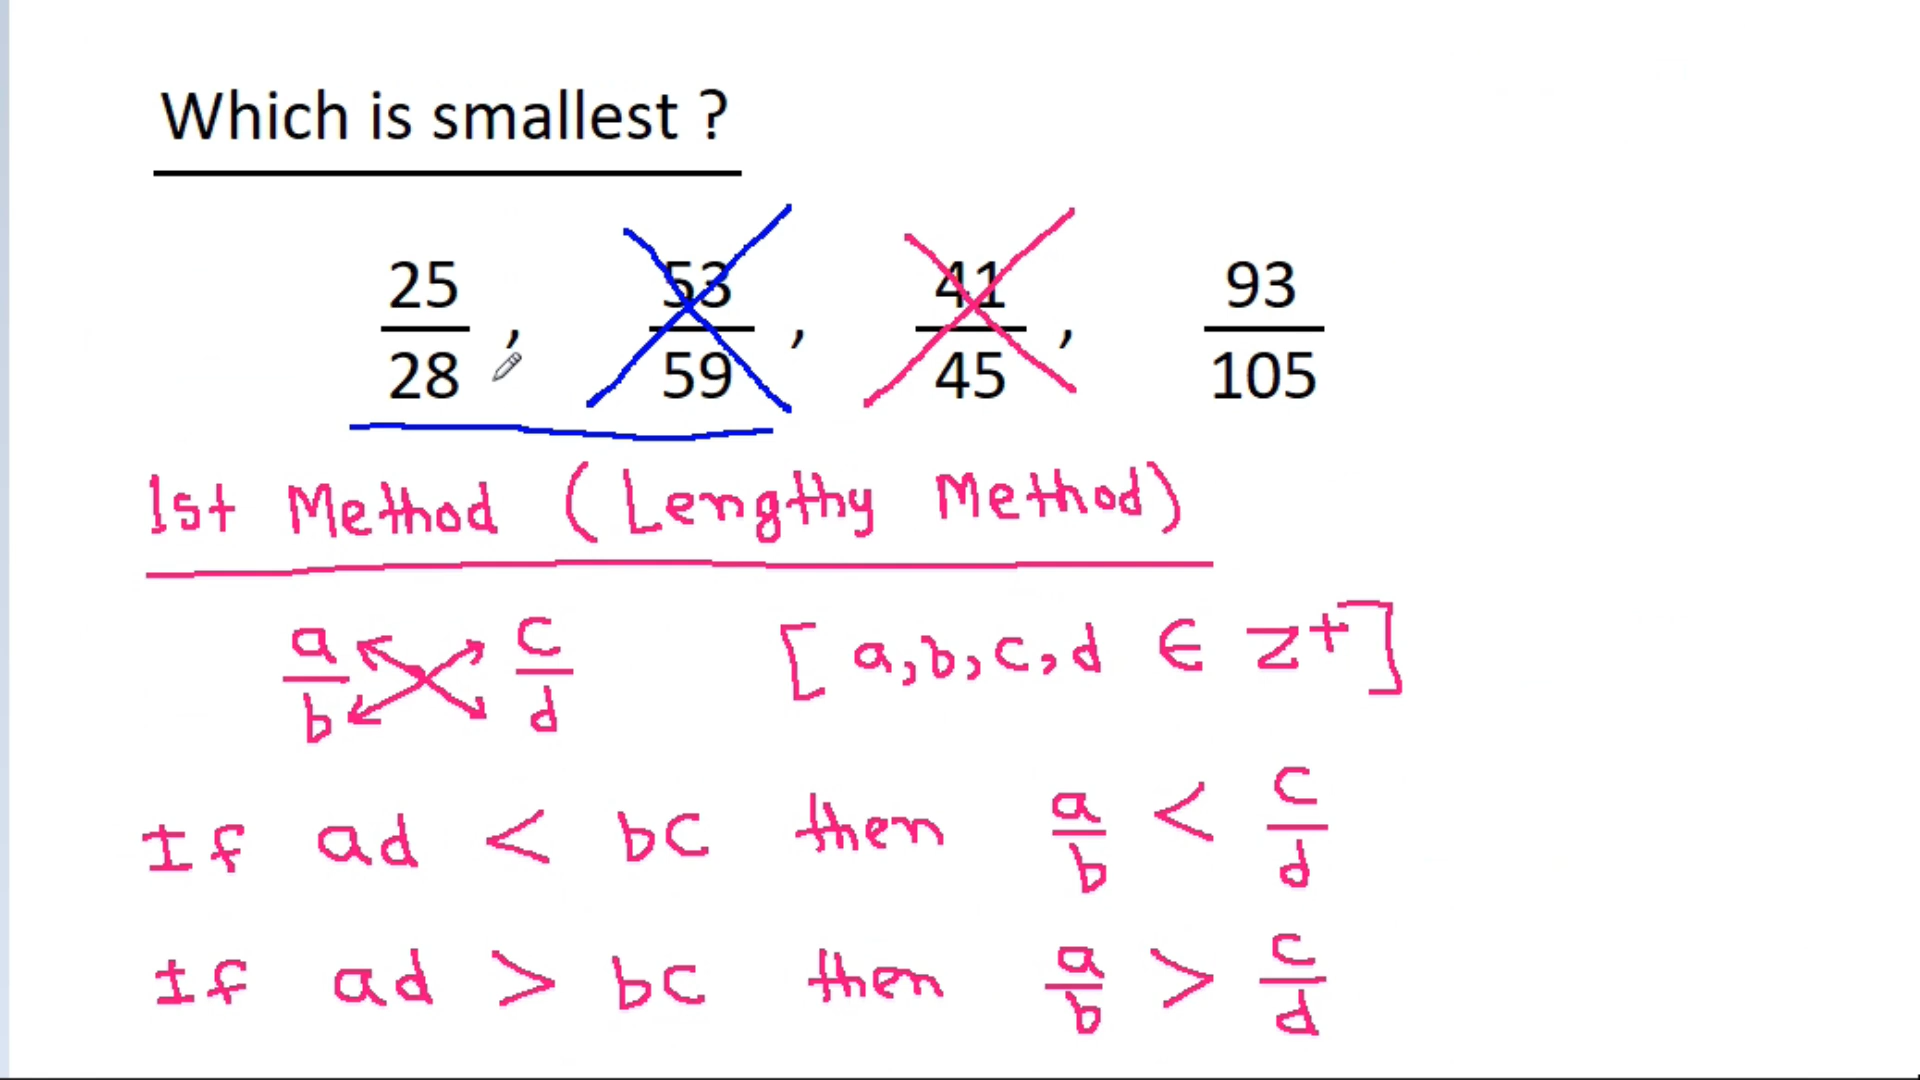 Which is smallest ?
25/28 , 53/59 , 41/45 , 93/105
1st Method (Lengthy Method)
a/b c/d [a,b,c,d ∈ Z⁺]
If ad < bc then a/b < c/d
If ad > bc then a/b > c/d